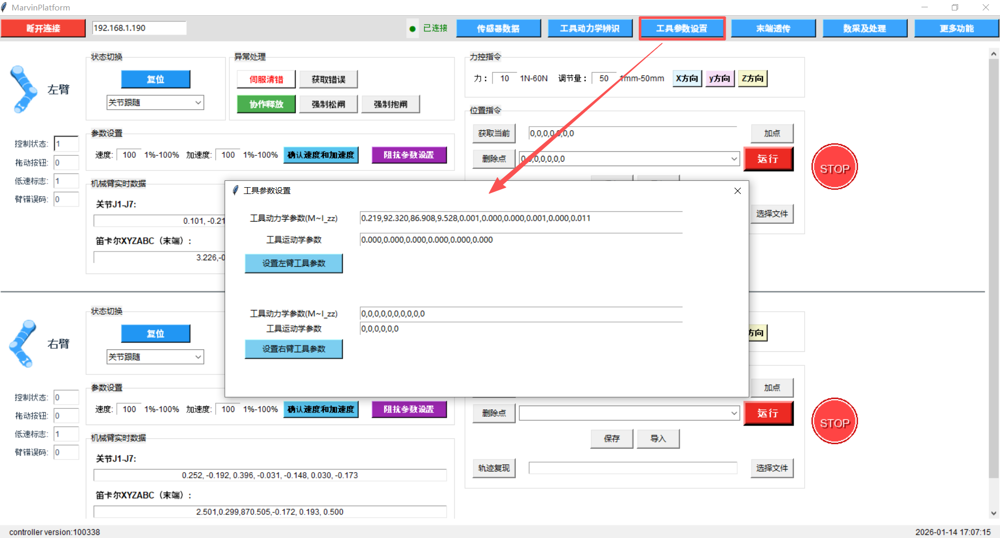 MarvinPlatform
断开连接
192.168.1.190
已连接
传感器数据
工具动力学辨识
工具参数设置
末端透传
数采及处理
更多功能
左臂
状态切换
复位
关节跟随
异常处理
伺服清错
获取错误
协作释放
强制松闸
强制抱闸
力控指令
力：
10
1N-60N
调节量：
50
1mm-50mm
X方向
y方向
Z方向
位置指令
获取当前
0,0,0,0,0,0,0
加点
删除点
0,0,0,0,0,0,0
运行
STOP
选择文件
控制状态: 1
拖动按钮: 0
低速标志: 1
臂错误码: 0
参数设置
速度: 100 1%-100% 加速度: 100 1%-100%
确认速度和加速度
阻抗参数设置
机械臂实时数据
关节J1-J7:
0.101, -0.21
笛卡尔XYZABC（末端）:
3.226,-0
工具参数设置
工具动力学参数(M~I_zz)
0.219,92.320,86.908,9.528,0.001,0.000,0.000,0.001,0.000,0.011
工具运动学参数
0.000,0.000,0.000,0.000,0.000,0.000
设置左臂工具参数
工具动力学参数(M~I_zz)
0,0,0,0,0,0,0,0,0,0
工具运动学参数
0,0,0,0,0,0
设置右臂工具参数
右臂
状态切换
复位
关节跟随
方向
控制状态: 0
拖动按钮: 0
低速标志: 1
臂错误码: 0
参数设置
速度: 100 1%-100% 加速度: 100 1%-100%
确认速度和加速度
阻抗参数设置
机械臂实时数据
关节J1-J7:
0.252, -0.192, 0.396, -0.031, -0.148, 0.030, -0.173
笛卡尔XYZABC（末端）:
2.501,0.299,870.505,-0.172, 0.193, 0.500
加点
删除点
运行
STOP
保存
导入
轨迹复现
选择文件
controller version:100338
2026-01-14 17:07:15